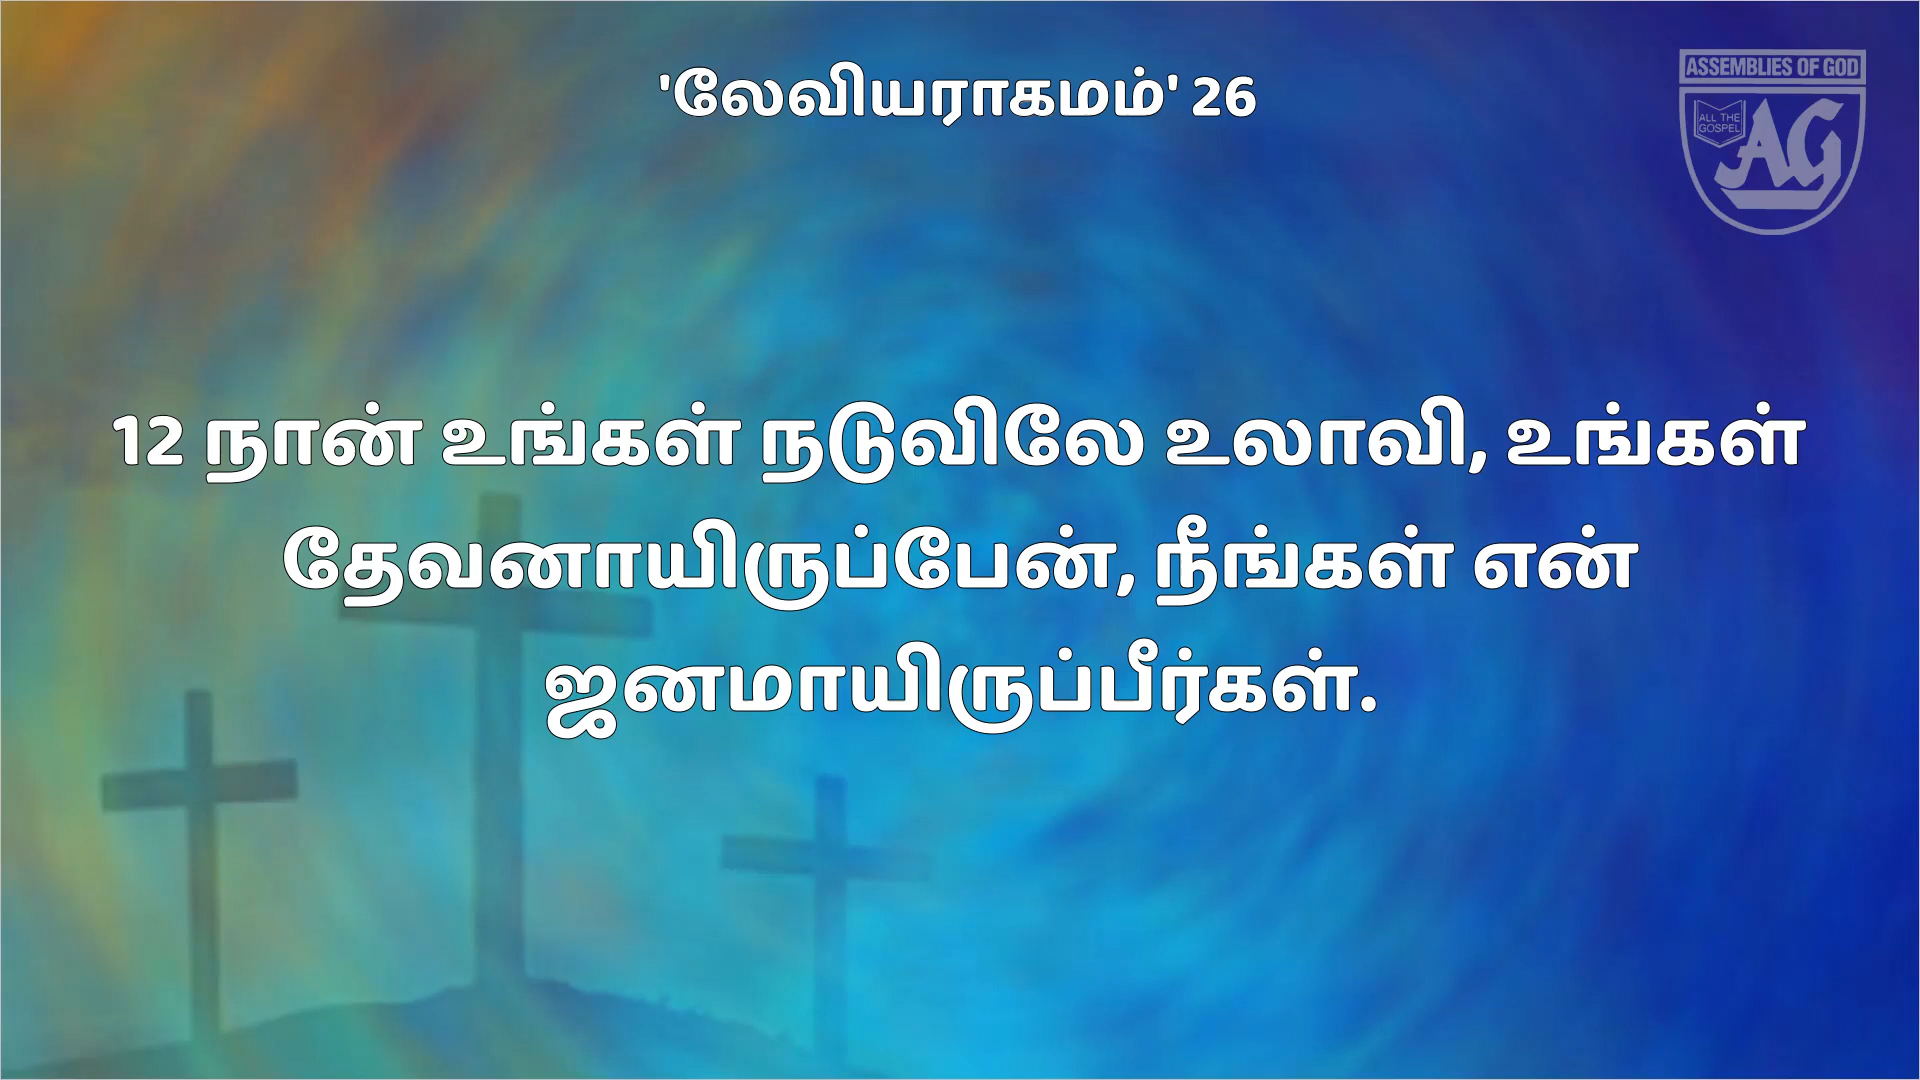 'லேவியராகமம்' 26
ASSEMBLIES OF GOD
ALL THE
GOSPEL
AG
12 நான் உங்கள் நடுவிலே உலாவி, உங்கள்
தேவனாயிருப்பேன், நீங்கள் என்
ஜனமாயிருப்பீர்கள்.